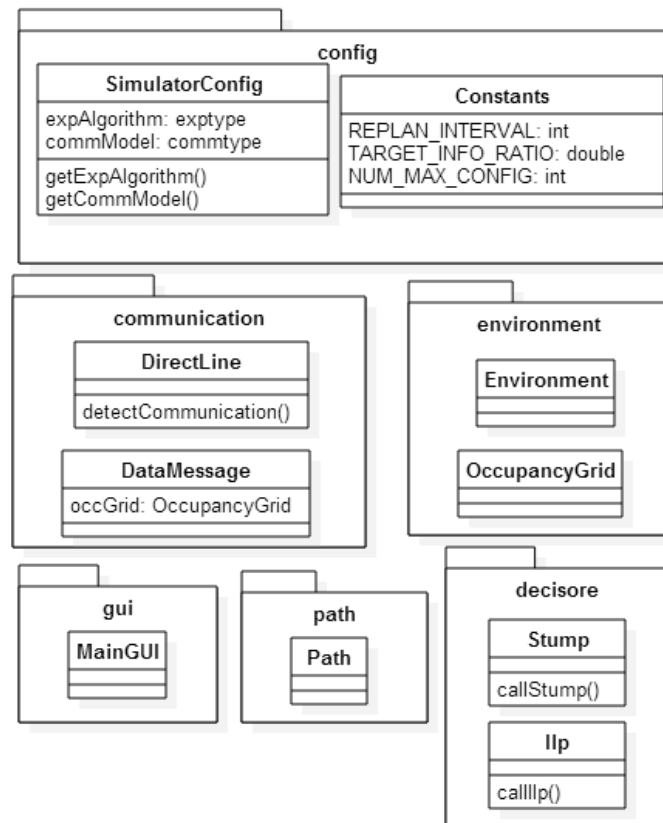 config
SimulatorConfig
expAlgorithm: exptype
commModel: commtype
getExpAlgorithm()
getCommModel()
Constants
REPLAN_INTERVAL: int
TARGET_INFO_RATIO: double
NUM_MAX_CONFIG: int
communication
DirectLine
detectCommunication()
DataMessage
occGrid: OccupancyGrid
environment
Environment
OccupancyGrid
gui
MainGUI
path
Path
decisore
Stump
callStump()
Ilp
callIlp()